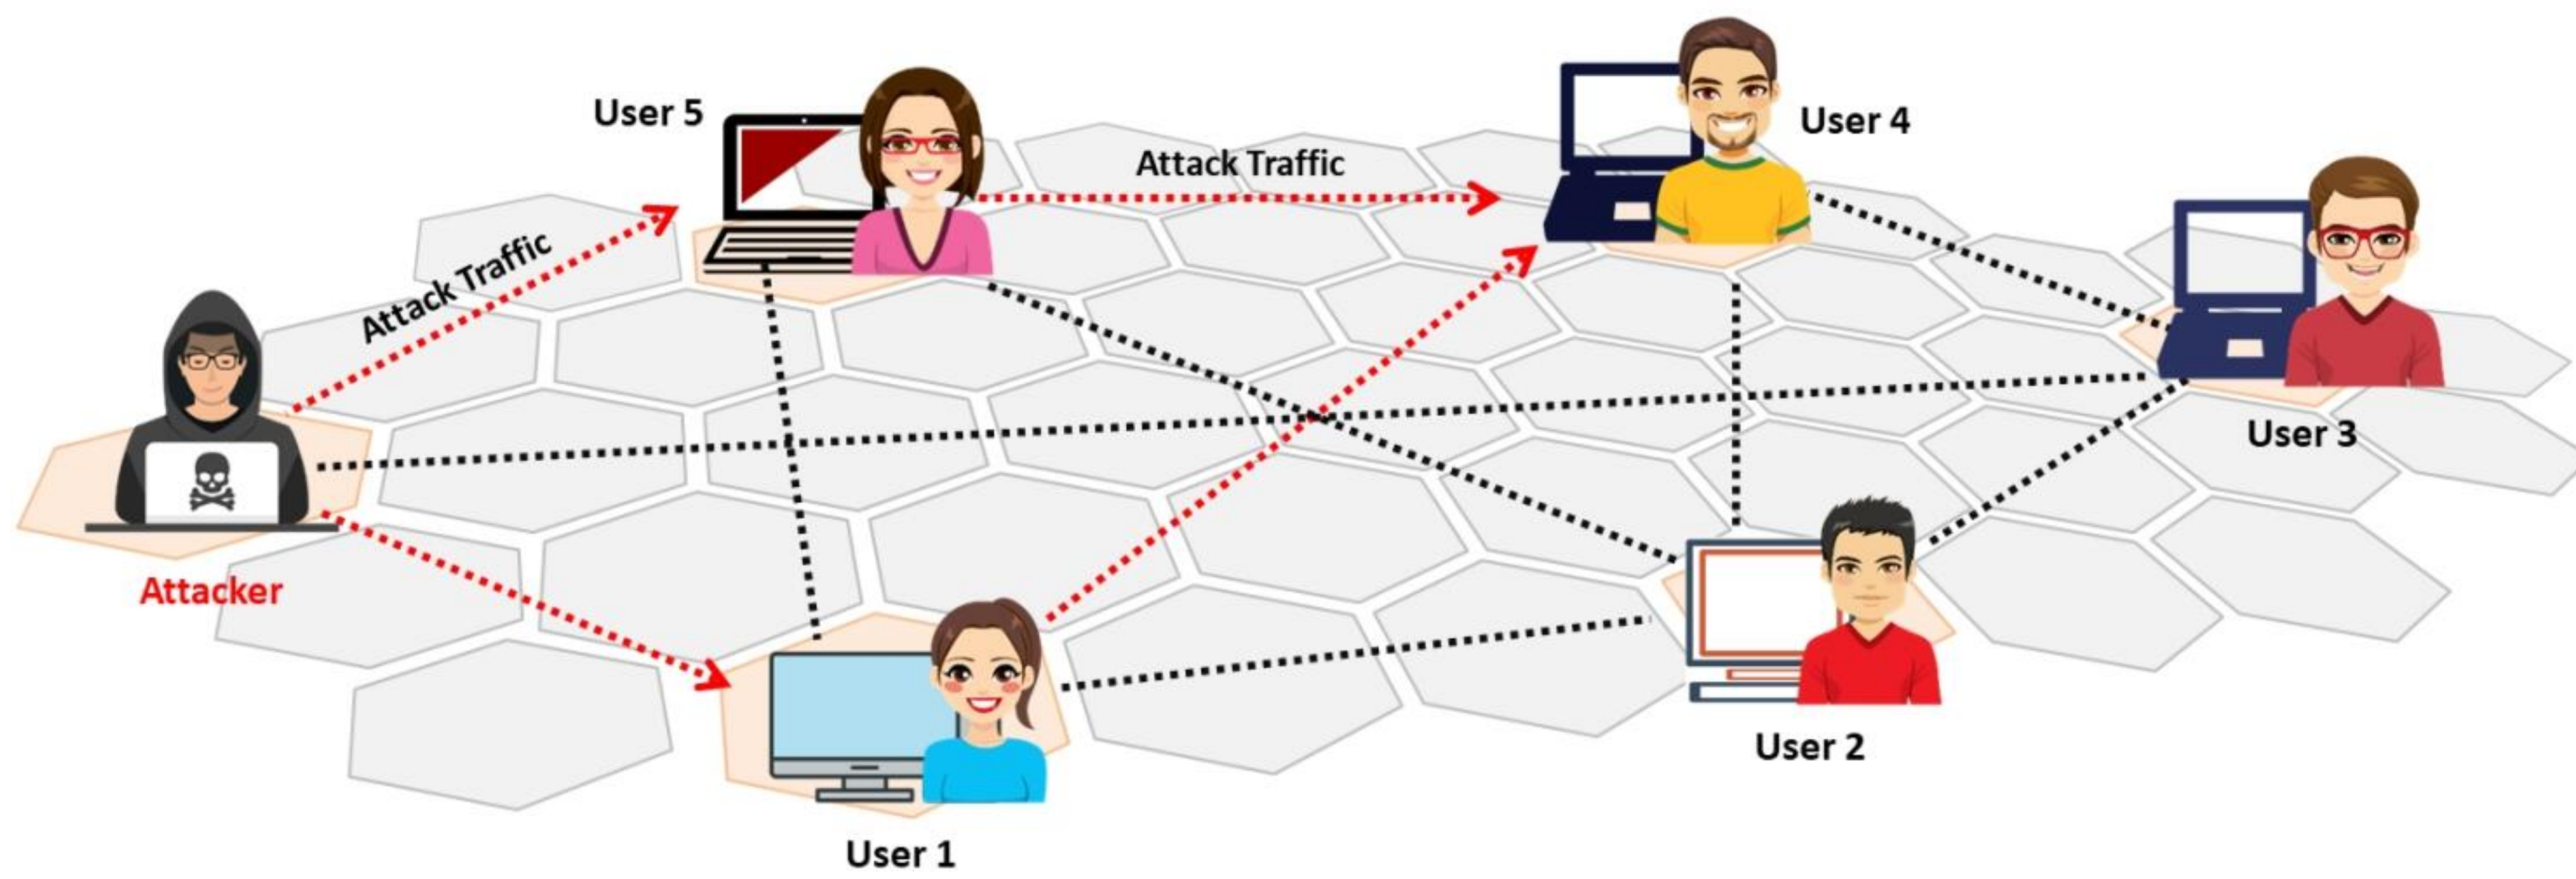 User 5
User 4
Attack Traffic
Attack Traffic
User 3
Attacker
User 2
User 1